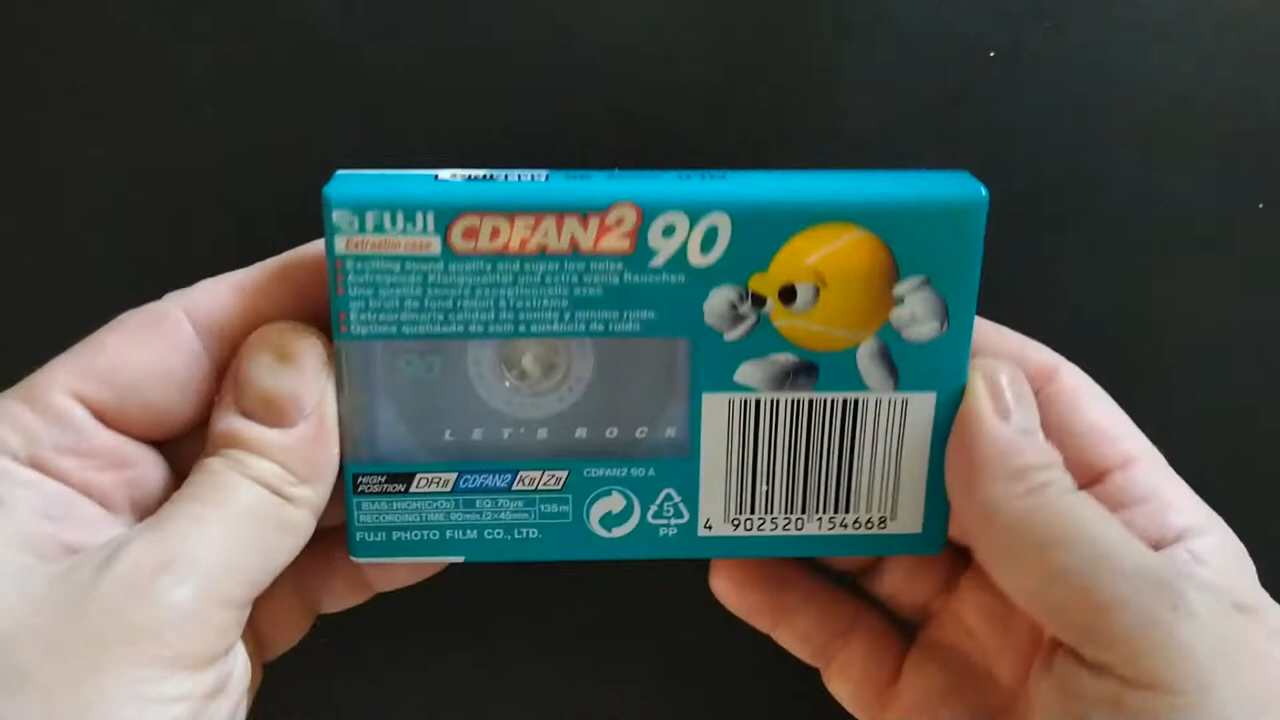 FUJI CDFAN2 90
Extraslim case
Exciting sound quality and super low noise.
Aufregende Klangqualität und extra wenig Rauschen.
Une qualité sonore exceptionnelle avec
un bruit de fond réduit à l'extrême.
Extraordinaria calidad de sonido y mínimo ruido.
Optima qualidade de som e ausência de ruido.
90
LET'S ROCK
HIGH POSITION DRII CDFAN2 KII ZII
CDFAN2 90 A
BIAS: HIGH(CrO2) EQ: 70µs 135m
RECORDING TIME: 90min.(2×45min.)
FUJI PHOTO FILM CO., LTD.
5
PP
4 902520 154668